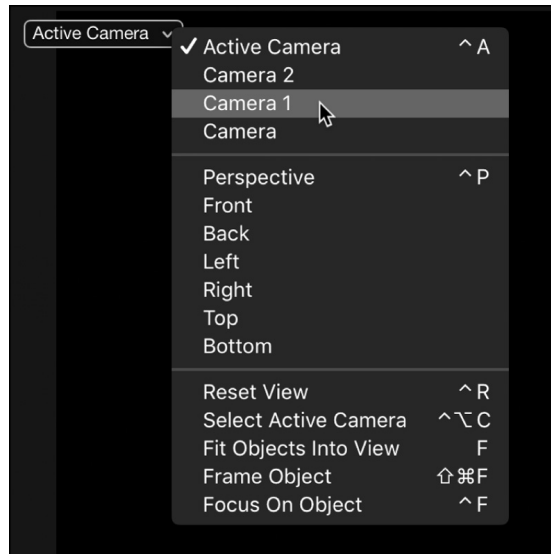 Active Camera
Active Camera ^ A
Camera 2
Camera 1
Camera
Perspective ^ P
Front
Back
Left
Right
Top
Bottom
Reset View ^ R
Select Active Camera ^⌥ C
Fit Objects Into View F
Frame Object ⇧⌘F
Focus On Object ^ F